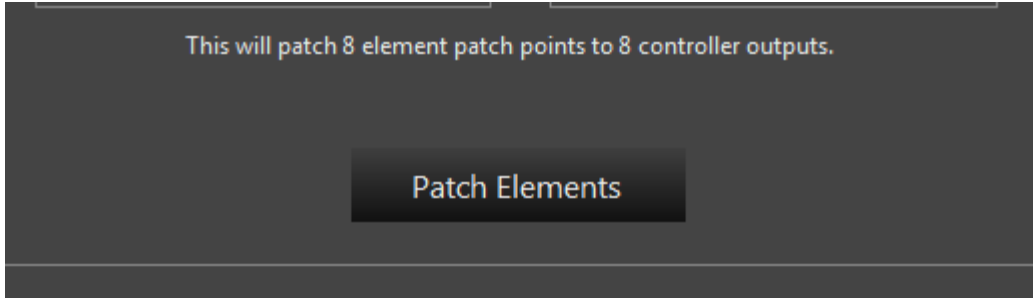 This will patch 8 element patch points to 8 controller outputs.
Patch Elements